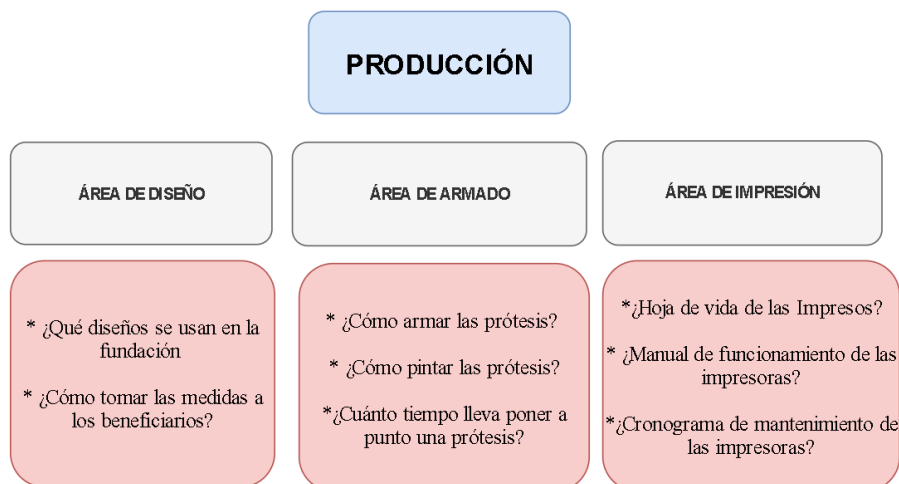 PRODUCCIÓN
ÁREA DE DISEÑO
ÁREA DE ARMADO
ÁREA DE IMPRESIÓN
* ¿Qué diseños se usan en la
fundación
* ¿Cómo tomar las medidas a
los beneficiarios?
* ¿Cómo armar las prótesis?
* ¿Cómo pintar las prótesis?
*¿Cuánto tiempo lleva poner a
punto una prótesis?
*¿Hoja de vida de las Impresos?
* ¿Manual de funcionamiento de las
impresoras?
*¿Cronograma de mantenimiento de
las impresoras?